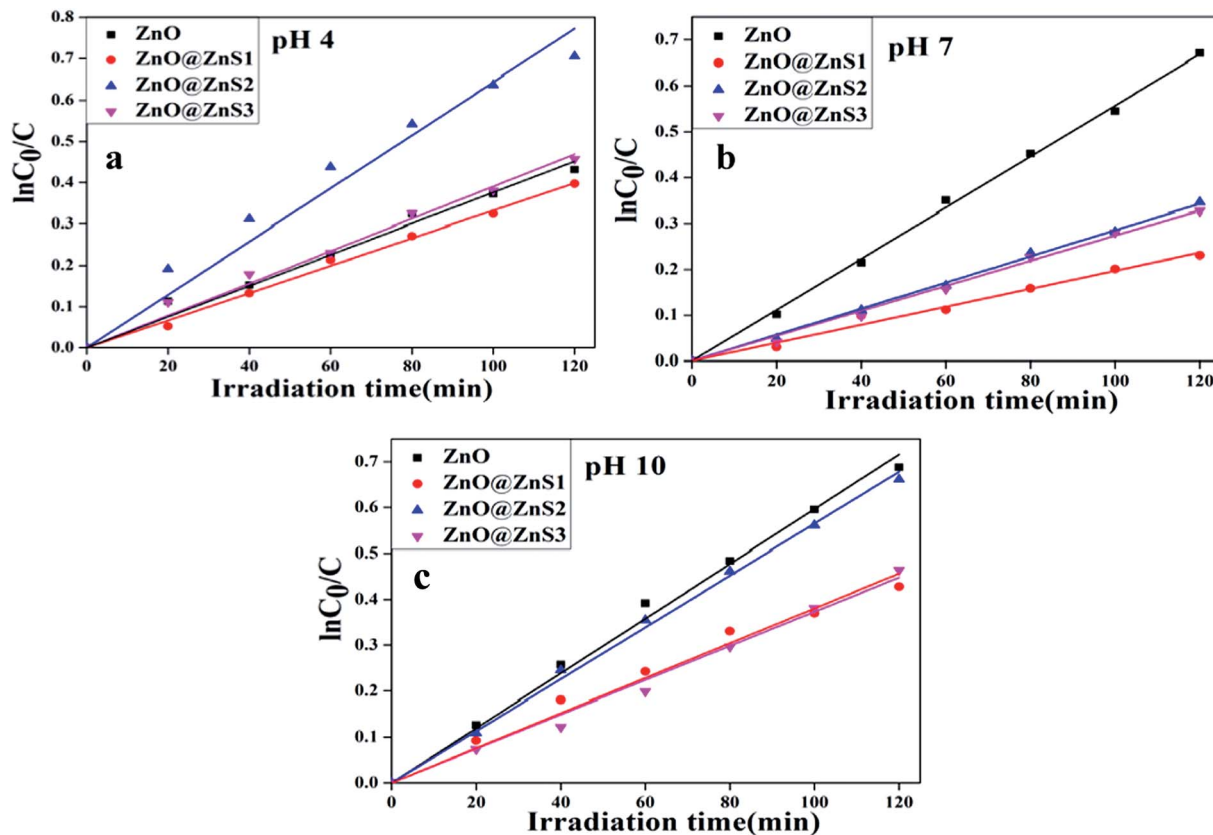 0.8
0.7
0.6
0.5
0.4
0.3
0.2
0.1
0.0
lnC0/C
ZnO
ZnO@ZnS1
ZnO@ZnS2
ZnO@ZnS3
pH 4
a
0 20 40 60 80 100 120
Irradiation time(min)
0.7
0.6
0.5
0.4
0.3
0.2
0.1
0.0
lnC0/C
ZnO
ZnO@ZnS1
ZnO@ZnS2
ZnO@ZnS3
pH 7
b
0 20 40 60 80 100 120
Irradiation time(min)
0.7
0.6
0.5
0.4
0.3
0.2
0.1
0.0
lnC0/C
ZnO
ZnO@ZnS1
ZnO@ZnS2
ZnO@ZnS3
pH 10
c
0 20 40 60 80 100 120
Irradiation time(min)